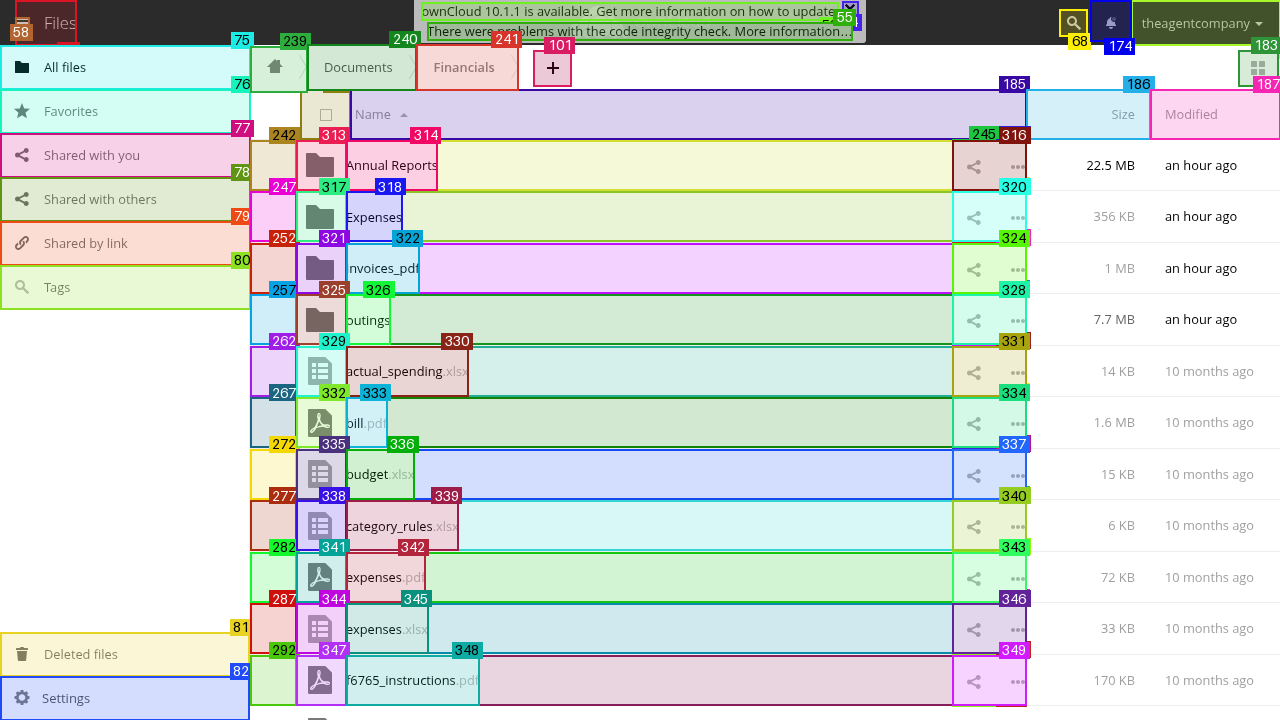 Files
ownCloud 10.1.1 is available. Get more information on how to update
There were problems with the code integrity check. More information…
theagentcompany
58
55
68
174
183
75
239
240
241
101
All files
Documents
Financials
+
76
185
186
187
Favorites
Name
Size
Modified
77
242
313
314
245
316
Shared with you
Annual Reports
22.5 MB
an hour ago
78
247
317
318
320
Shared with others
Expenses
356 KB
an hour ago
79
252
321
322
324
Shared by link
invoices_pdf
1 MB
an hour ago
80
257
325
326
328
Tags
outings
7.7 MB
an hour ago
262
329
330
331
actual_spending.xlsx
14 KB
10 months ago
267
332
333
334
bill.pdf
1.6 MB
10 months ago
272
335
336
337
budget.xlsx
15 KB
10 months ago
277
338
339
340
category_rules.xlsx
6 KB
10 months ago
282
341
342
343
expenses.pdf
72 KB
10 months ago
287
344
345
346
81
expenses.xlsx
33 KB
10 months ago
292
347
348
349
Deleted files
82
f6765_instructions.pdf
170 KB
10 months ago
Settings